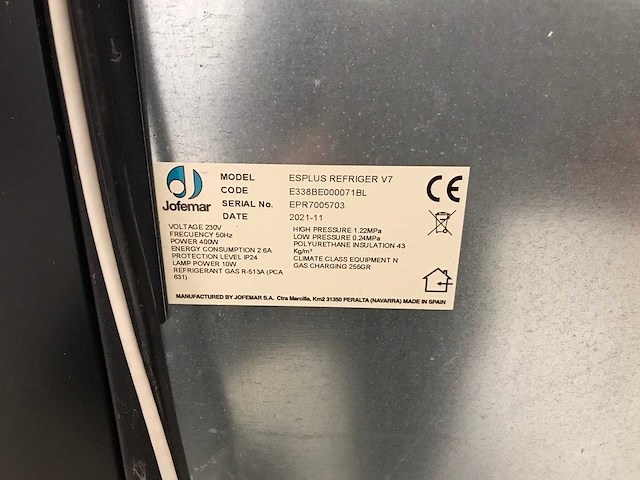 Jofemar
MODEL ESPLUS REFRIGER V7
CODE E338BE000071BL
SERIAL No. EPR7005703
DATE 2021-11
VOLTAGE 230V
FRECUENCY 50Hz
POWER 400W
ENERGY CONSUMPTION 2.6A
PROTECTION LEVEL IP24
LAMP POWER 10W
REFRIGERANT GAS R-513A (PCA
631)
HIGH PRESSURE 1.22MPa
LOW PRESSURE 0.24MPa
POLYURETHANE INSULATION 43
Kg/m³
CLIMATE CLASS EQUIPMENT N
GAS CHARGING 255GR
CE
MANUFACTURED BY JOFEMAR S.A. Ctra Marcilla, Km2 31350 PERALTA (NAVARRA) MADE IN SPAIN